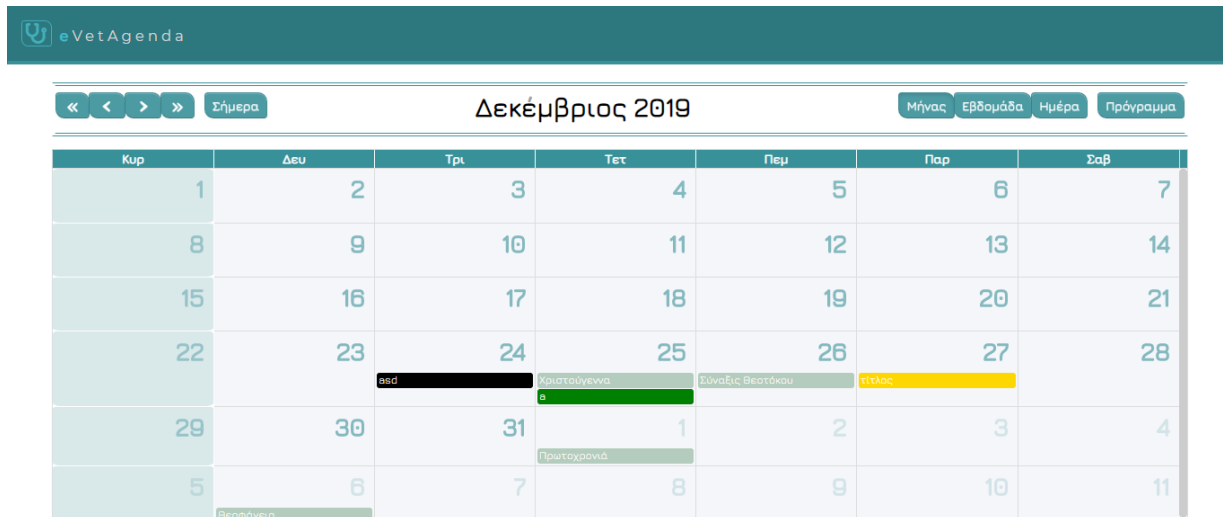 eVetAgenda
« < > » Σήμερα Δεκέμβριος 2019 Μήνας Εβδομάδα Ημέρα Πρόγραμμα
Κυρ Δευ Τρι Τετ Πεμ Παρ Σαβ
1 2 3 4 5 6 7
8 9 10 11 12 13 14
15 16 17 18 19 20 21
22 23 24 25 26 27 28
asd Χριστούγεννα Σύναξις Θεοτόκου τίτλος
a
29 30 31 1 2 3 4
Πρωτοχρονιά
5 6 7 8 9 10 11
Θεοφάνεια